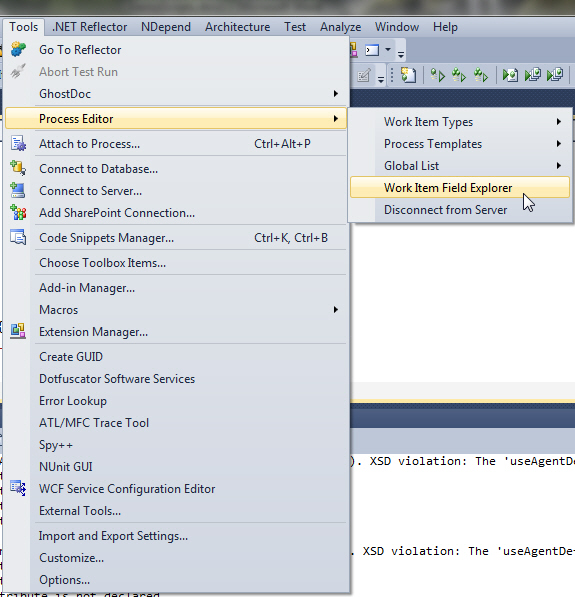 Tools .NET Reflector NDepend Architecture Test Analyze Window Help
Go To Reflector
Abort Test Run
GhostDoc
Process Editor
Attach to Process... Ctrl+Alt+P
Connect to Database...
Connect to Server...
Add SharePoint Connection...
Code Snippets Manager... Ctrl+K, Ctrl+B
Choose Toolbox Items...
Add-in Manager...
Macros
Extension Manager...
Create GUID
Dotfuscator Software Services
Error Lookup
ATL/MFC Trace Tool
Spy++
NUnit GUI
WCF Service Configuration Editor
External Tools...
Import and Export Settings...
Customize...
Options...
Work Item Types
Process Templates
Global List
Work Item Field Explorer
Disconnect from Server
). XSD violation: The 'useAgentDe
. XSD violation: The 'useAgentDe
tribute is not declared